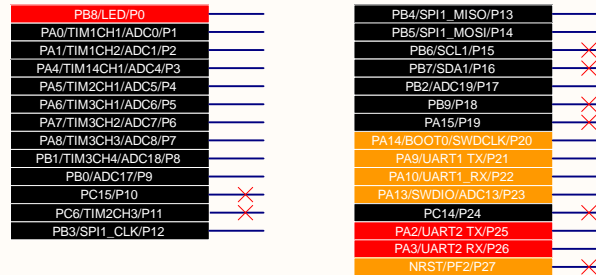 PB8/LED/P0
PA0/TIM1CH1/ADC0/P1
PA1/TIM1CH2/ADC1/P2
PA4/TIM14CH1/ADC4/P3
PA5/TIM2CH1/ADC5/P4
PA6/TIM3CH1/ADC6/P5
PA7/TIM3CH2/ADC7/P6
PA8/TIM3CH3/ADC8/P7
PB1/TIM3CH4/ADC18/P8
PB0/ADC17/P9
PC15/P10
PC6/TIM2CH3/P11
PB3/SPI1_CLK/P12
PB4/SPI1_MISO/P13
PB5/SPI1_MOSI/P14
PB6/SCL1/P15
PB7/SDA1/P16
PB2/ADC19/P17
PB9/P18
PA15/P19
PA14/BOOT0/SWDCLK/P20
PA9/UART1 TX/P21
PA10/UART1_RX/P22
PA13/SWDIO/ADC13/P23
PC14/P24
PA2/UART2 TX/P25
PA3/UART2 RX/P26
NRST/PF2/P27